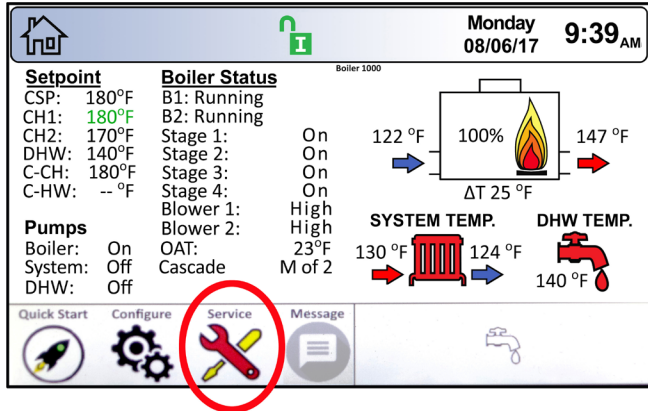 I
Monday
08/06/17
9:39 AM
Boiler 1000
Setpoint
CSP: 180°F
CH1: 180°F
CH2: 170°F
DHW: 140°F
C-CH: 180°F
C-HW: -- °F
Pumps
Boiler: On
System: Off
DHW: Off
Boiler Status
B1: Running
B2: Running
Stage 1: On
Stage 2: On
Stage 3: On
Stage 4: On
Blower 1: High
Blower 2: High
OAT: 23°F
Cascade M of 2
122 °F
100%
147 °F
ΔT 25 °F
SYSTEM TEMP.
130 °F
124 °F
DHW TEMP.
140 °F
Quick Start
Configure
Service
Message